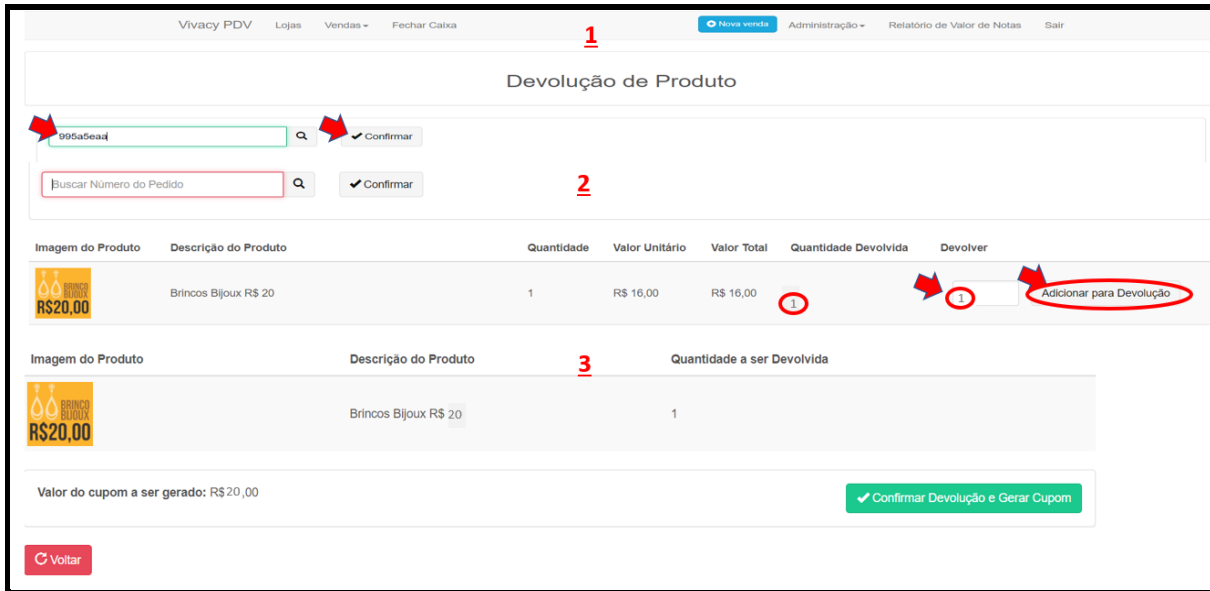 Vivacy PDV Lojas Vendas Fechar Caixa Nova venda Administração Relatório de Valor de Notas Sair
1
Devolução de Produto
995a5eaa Confirmar
Buscar Número do Pedido Confirmar
2
Imagem do Produto Descrição do Produto Quantidade Valor Unitário Valor Total Quantidade Devolvida Devolver
BRINCO
BIJOUX
R$20,00
Brincos Bijoux R$ 20 1 R$ 16,00 R$ 16,00 1 1 Adicionar para Devolução
Imagem do Produto Descrição do Produto Quantidade a ser Devolvida
3
BRINCO
BIJOUX
R$20,00
Brincos Bijoux R$ 20 1
Valor do cupom a ser gerado: R$20,00 Confirmar Devolução e Gerar Cupom
Voltar